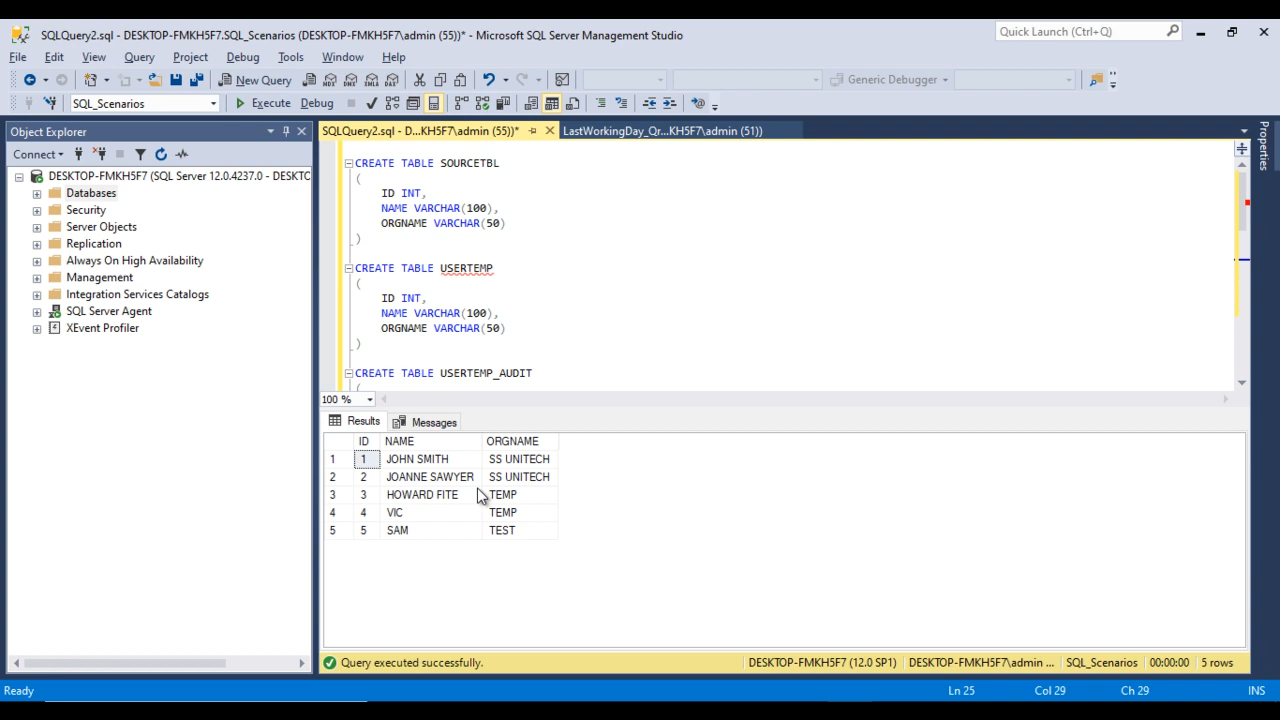 SQLQuery2.sql - DESKTOP-FMKH5F7.SQL_Scenarios (DESKTOP-FMKH5F7\admin (55))* - Microsoft SQL Server Management Studio
Quick Launch (Ctrl+Q)
File Edit View Query Project Debug Tools Window Help
New Query Generic Debugger
SQL_Scenarios Execute Debug
Object Explorer
SQLQuery2.sql - D...KH5F7\admin (55))* LastWorkingDay_Qr...KH5F7\admin (51))
Properties
Connect
DESKTOP-FMKH5F7 (SQL Server 12.0.4237.0 - DESKTC
Databases
Security
Server Objects
Replication
Always On High Availability
Management
Integration Services Catalogs
SQL Server Agent
XEvent Profiler
CREATE TABLE SOURCETBL
(
ID INT,
NAME VARCHAR(100),
ORGNAME VARCHAR(50)
)
CREATE TABLE USERTEMP
(
ID INT,
NAME VARCHAR(100),
ORGNAME VARCHAR(50)
)
CREATE TABLE USERTEMP_AUDIT
(
100 %
Results Messages
ID NAME ORGNAME
1 1 JOHN SMITH SS UNITECH
2 2 JOANNE SAWYER SS UNITECH
3 3 HOWARD FITE TEMP
4 4 VIC TEMP
5 5 SAM TEST
Query executed successfully. DESKTOP-FMKH5F7 (12.0 SP1) DESKTOP-FMKH5F7\admin ... SQL_Scenarios 00:00:00 5 rows
Ready Ln 25 Col 29 Ch 29 INS